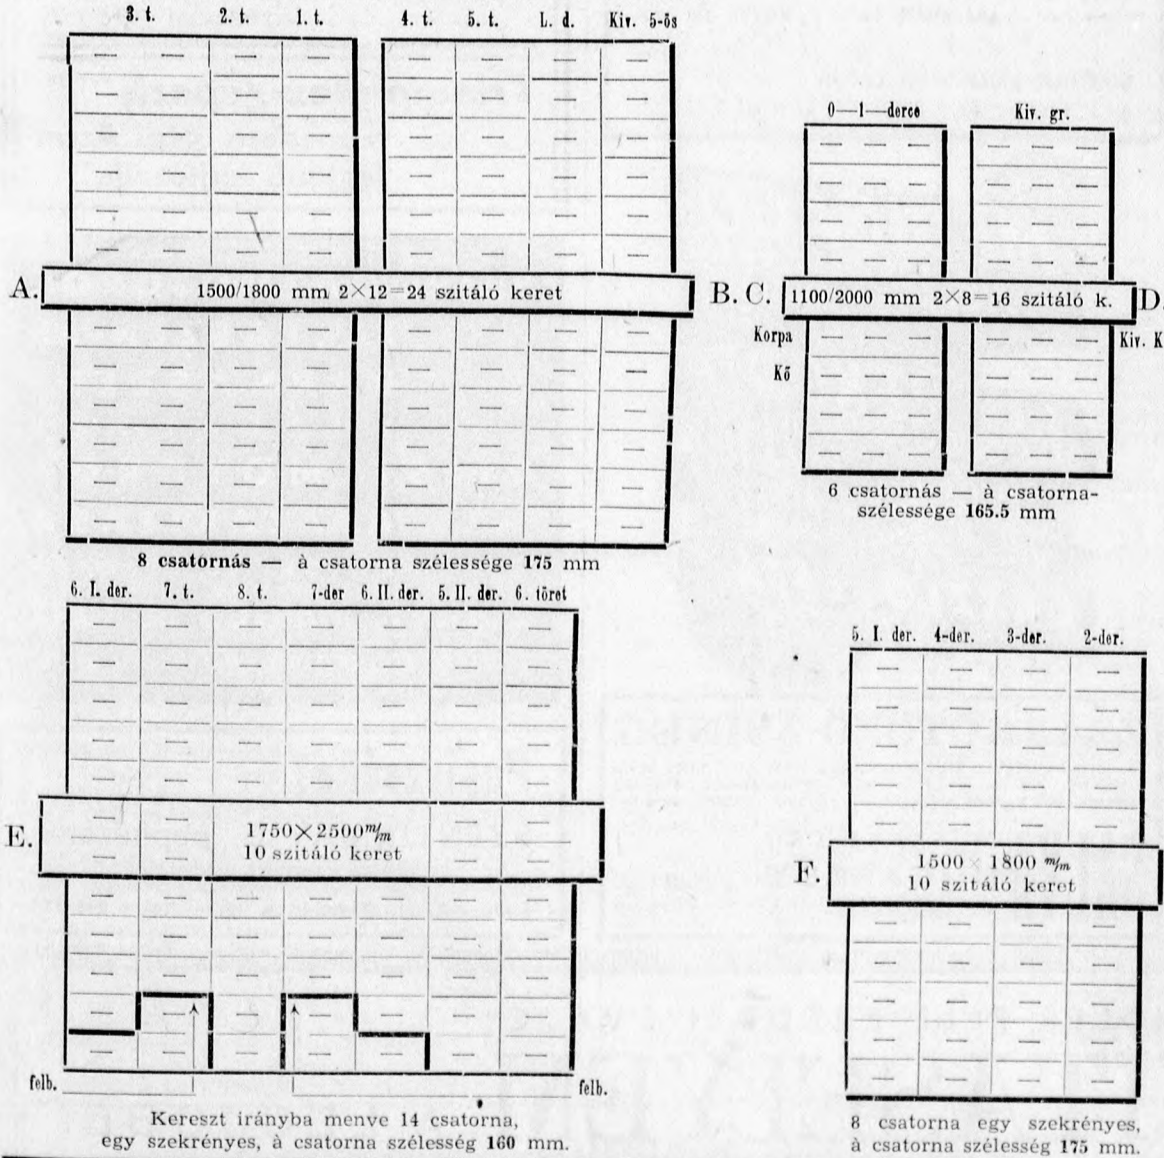 3. t. 2. t. 1. t. 4. t. 5. t. I. d. Kiv. 5-ös
A. 1500/1800 mm 2×12=24 szitáló keret
8 csatornás — à csatorna szélessége 175 mm
0—1—derce Kiv. gr.
B. C. 1100/2000 mm 2×8=16 szitáló k. D.
Korpa Kiv. K
Kő
6 csatornás — à csatorna-
szélessége 165.5 mm
6. I. der. 7. t. 8. t. 7-der 6. II. der. 5. II. der. 6. töret
E. 1750×2500 m/m
10 szitáló keret
felb. felb.
Kereszt irányba menve 14 csatorna,
egy szekrényes, à csatorna szélesség 160 mm.
5. I. der. 4-der. 3-der. 2-der.
F. 1500×1800 m/m
10 szitáló keret
8 csatorna egy szekrényes,
à csatorna szélesség 175 mm.